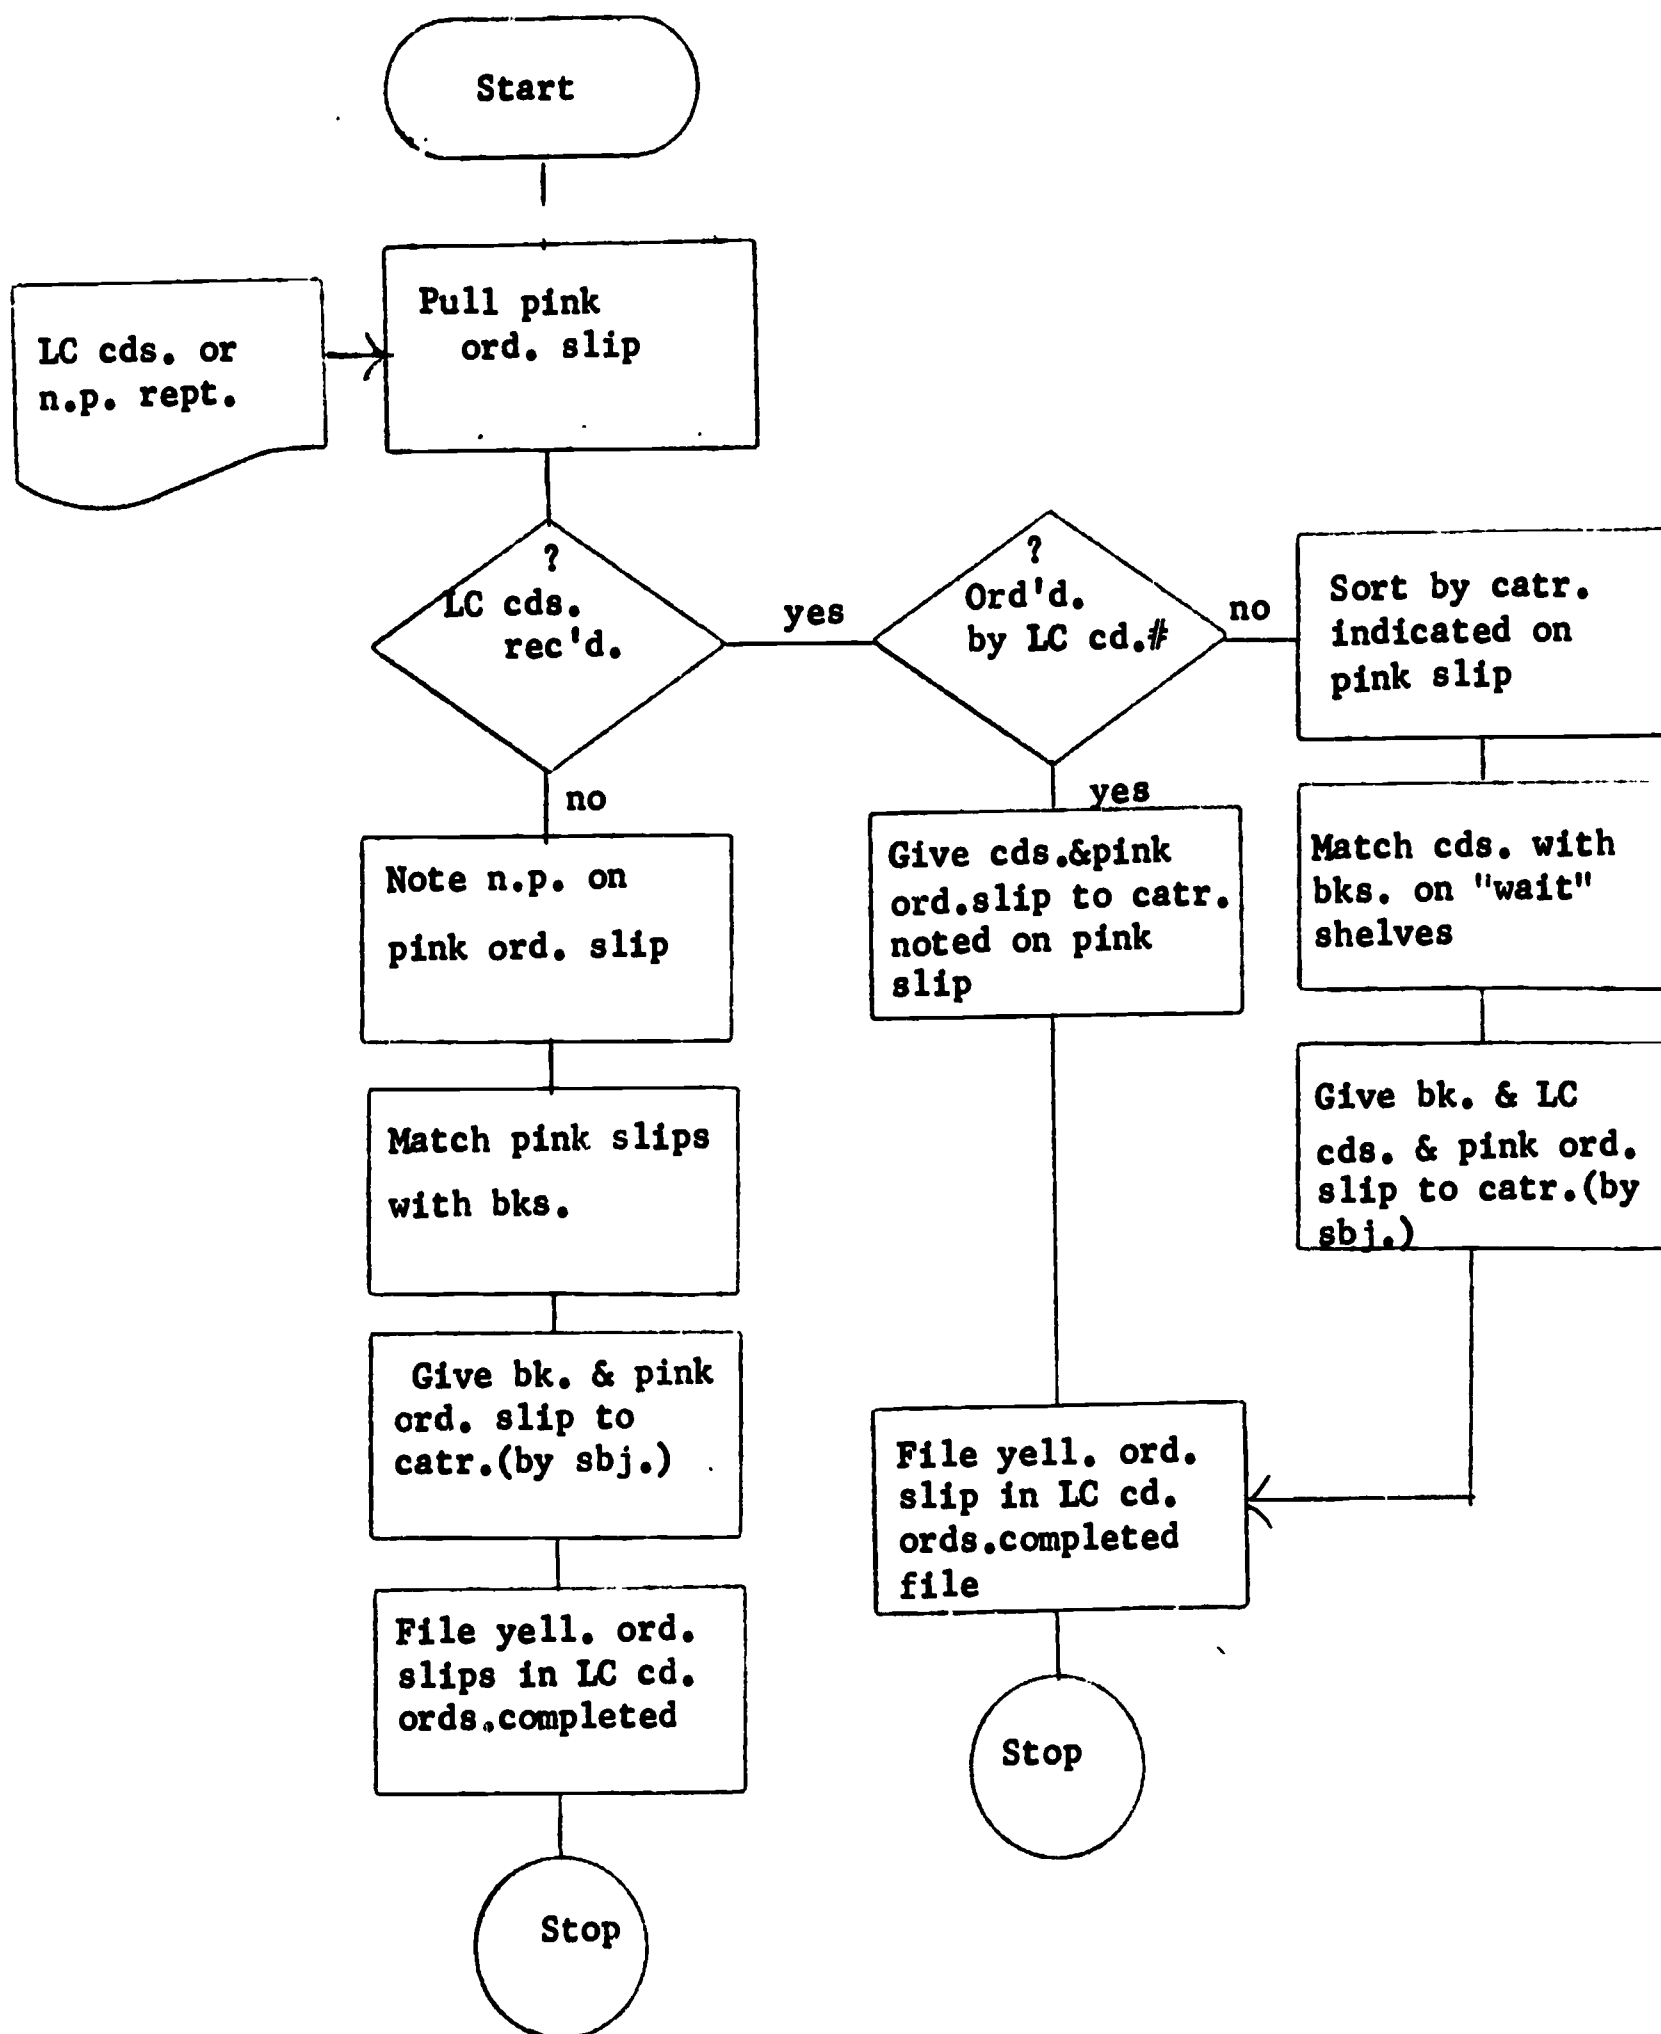 Start
Pull pink
ord. slip
LC cds. or
n.p. rept.
?
LC cds.
rec'd.
yes
?
Ord'd.
by LC cd.#
no
Sort by catr.
indicated on
pink slip
no
yes
Note n.p. on
pink ord. slip
Give cds.&pink
ord.slip to catr.
noted on pink
slip
Match cds. with
bks. on "wait"
shelves
Match pink slips
with bks.
Give bk. & LC
cds. & pink ord.
slip to catr.(by
sbj.)
Give bk. & pink
ord. slip to
catr.(by sbj.)
File yell. ord.
slip in LC cd.
ords.completed
file
File yell. ord.
slips in LC cd.
ords.completed
Stop
Stop